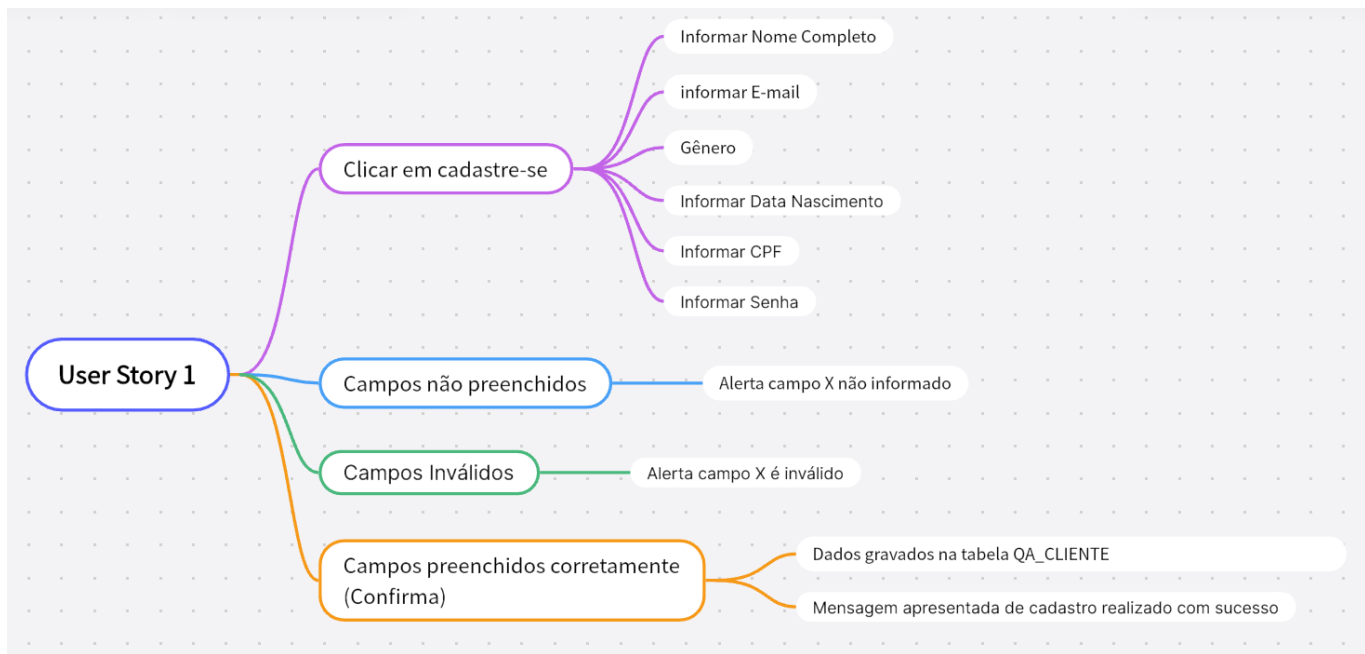 User Story 1
Clicar em cadastre-se
Informar Nome Completo
informar E-mail
Gênero
Informar Data Nascimento
Informar CPF
Informar Senha
Campos não preenchidos
Alerta campo X não informado
Campos Inválidos
Alerta campo X é inválido
Campos preenchidos corretamente
(Confirma)
Dados gravados na tabela QA_CLIENTE
Mensagem apresentada de cadastro realizado com sucesso